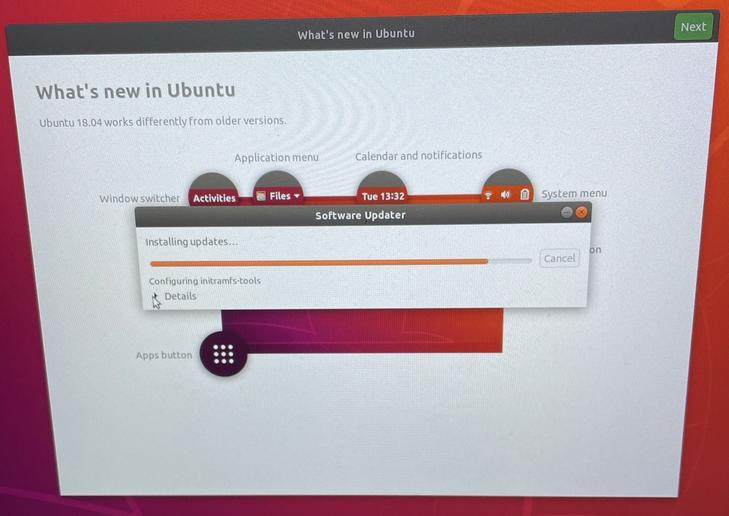 What's new in Ubuntu
Next
What's new in Ubuntu
Ubuntu 18.04 works differently from older versions.
Application menu
Calendar and notifications
Window switcher
Activities
Files
Tue 13:32
System menu
Software Updater
Installing updates...
Cancel
on
Configuring initramfs-tools
Details
Apps button